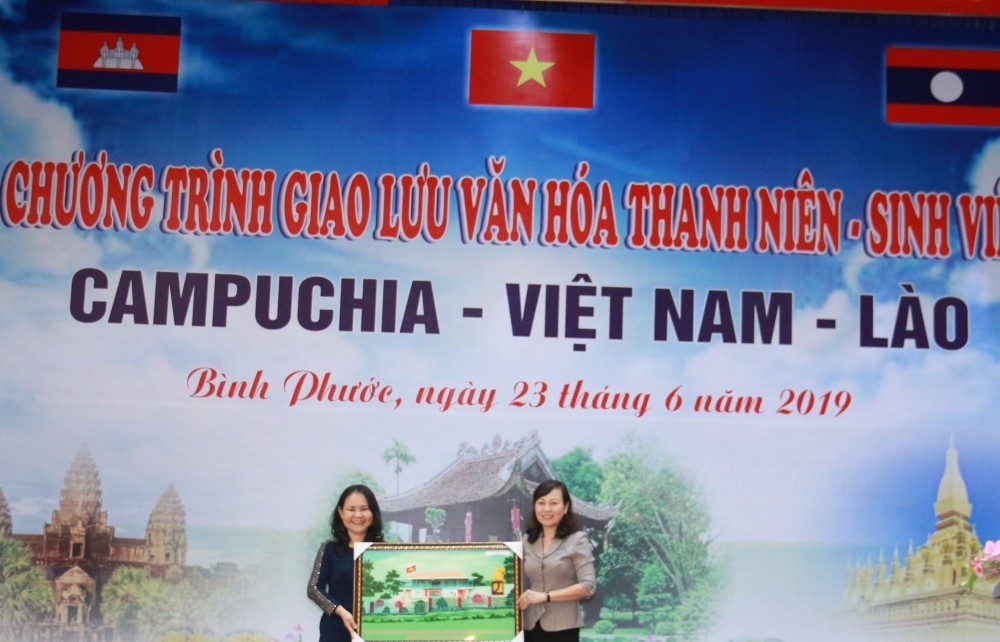 CHƯƠNG TRÌNH GIAO LƯU VĂN HÓA THANH NIÊN - SINH
CAMPUCHIA - VIỆT NAM - LÀO
Bình Phước, ngày 23 tháng 6 năm 2019